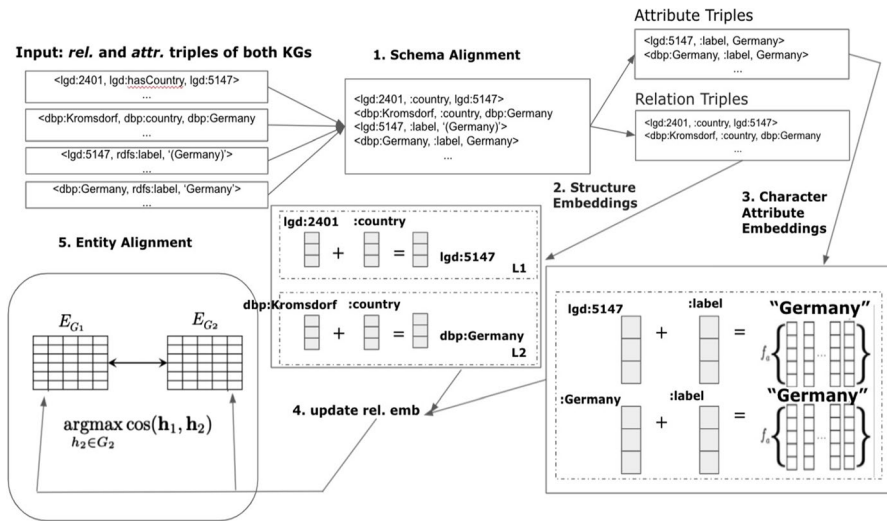 Input: rel. and attr. triples of both KGs
<lgd:2401, lgd:hasCountry, lgd:5147>
...
<dbp:Kromsdorf, dbp:country, dbp:Germany
...
<lgd:5147, rdfs:label, '(Germany)'>
...
<dbp:Germany, rdfs:label, 'Germany'>
...
1. Schema Alignment
<lgd:2401, :country, lgd:5147>
<dbp:Kromsdorf, :country, dbp:Germany
<lgd:5147, :label, '(Germany)'>
<dbp:Germany, :label, Germany>
...
Attribute Triples
<lgd:5147, :label, Germany>
<dbp:Germany, :label, Germany>
...
Relation Triples
<lgd:2401, :country, lgd:5147>
<dbp:Kromsdorf, :country, dbp:Germany
...
2. Structure
Embeddings
3. Character
Attribute
Embeddings
lgd:2401 :country
+ =
lgd:5147
L1
dbp:Kromsdorf :country
+ =
dbp:Germany
L2
lgd:5147 :label "Germany"
+ = f₆ { ... }
:Germany :label "Germany"
+ = f₆ { ... }
4. update rel. emb
5. Entity Alignment
E_{G₁} E_{G₂}
argmax cos(h₁, h₂)
h₂∈G₂